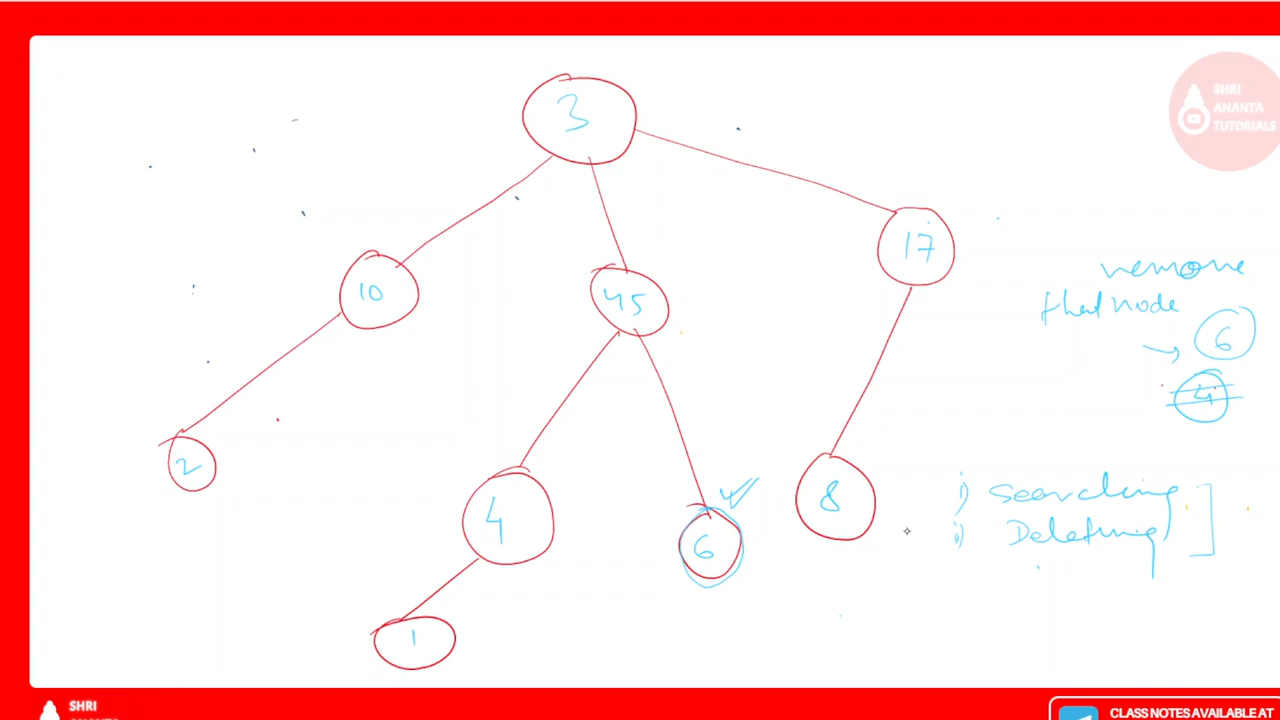 SHRI
ANANTA
TUTORIALS
3
17
10
45
remove
that node
→ 6
4
2
4
6
8
i) Searching
ii) Deleting
1
SHRI
CLASS NOTES AVAILABLE AT